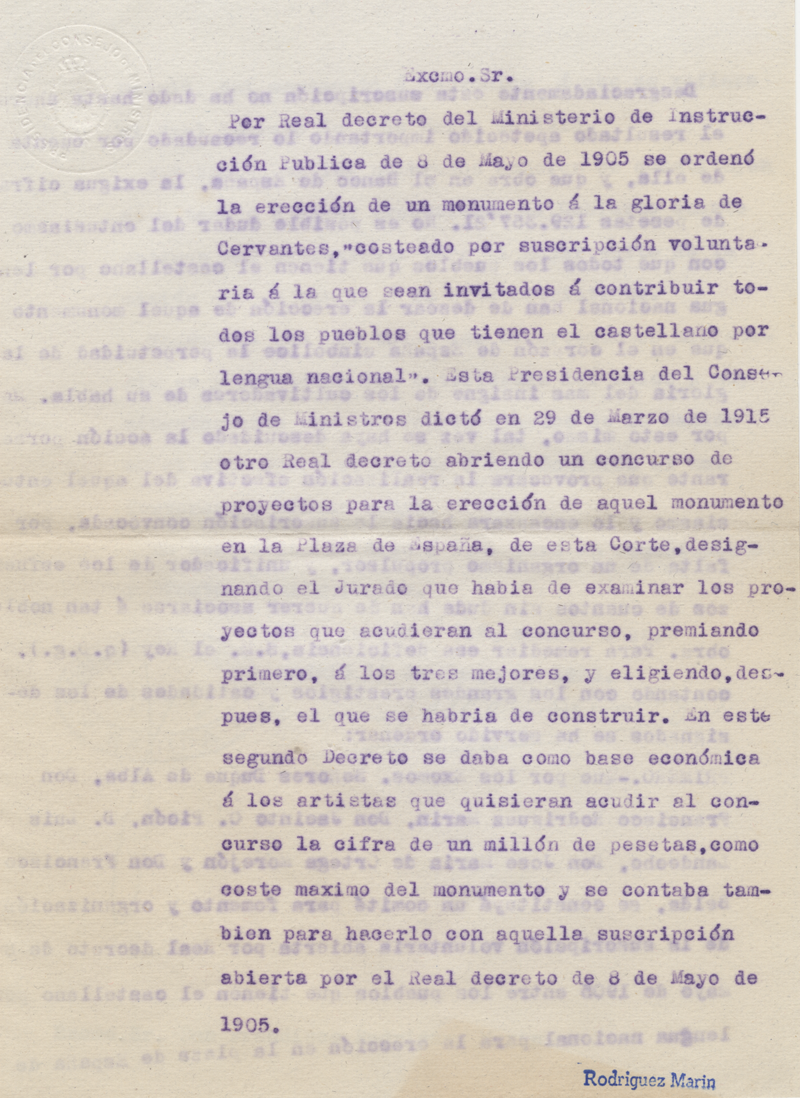 Excmo.Sr.
Por Real decreto del Ministerio de Instruc-
ción Publica de 8 de Mayo de 1905 se ordenó
la erección de un monumento á la gloria de
Cervantes,"costeado por suscripción volunta-
ria á la que sean invitados á contribuir to-
dos los pueblos que tienen el castellano por
lengua nacional". Esta Presidencia del Conse-
jo de Ministros dictó en 29 de Marzo de 1915
otro Real decreto abriendo un concurso de
proyectos para la erección de aquel monumento
en la Plaza de España, de esta Corte,desig-
nando el Jurado que habia de examinar los pro-
yectos que acudieran al concurso, premiando
primero, á los tres mejores, y eligiendo,des-
pues, el que se habria de construir. En este
segundo Decreto se daba como base económica
á los artistas que quisieran acudir al con-
curso la cifra de un millón de pesetas,como
coste maximo del monumento y se contaba tam-
bien para hacerlo con aquella suscripción
abierta por el Real decreto de 8 de Mayo de
1905.
Rodriguez Marin